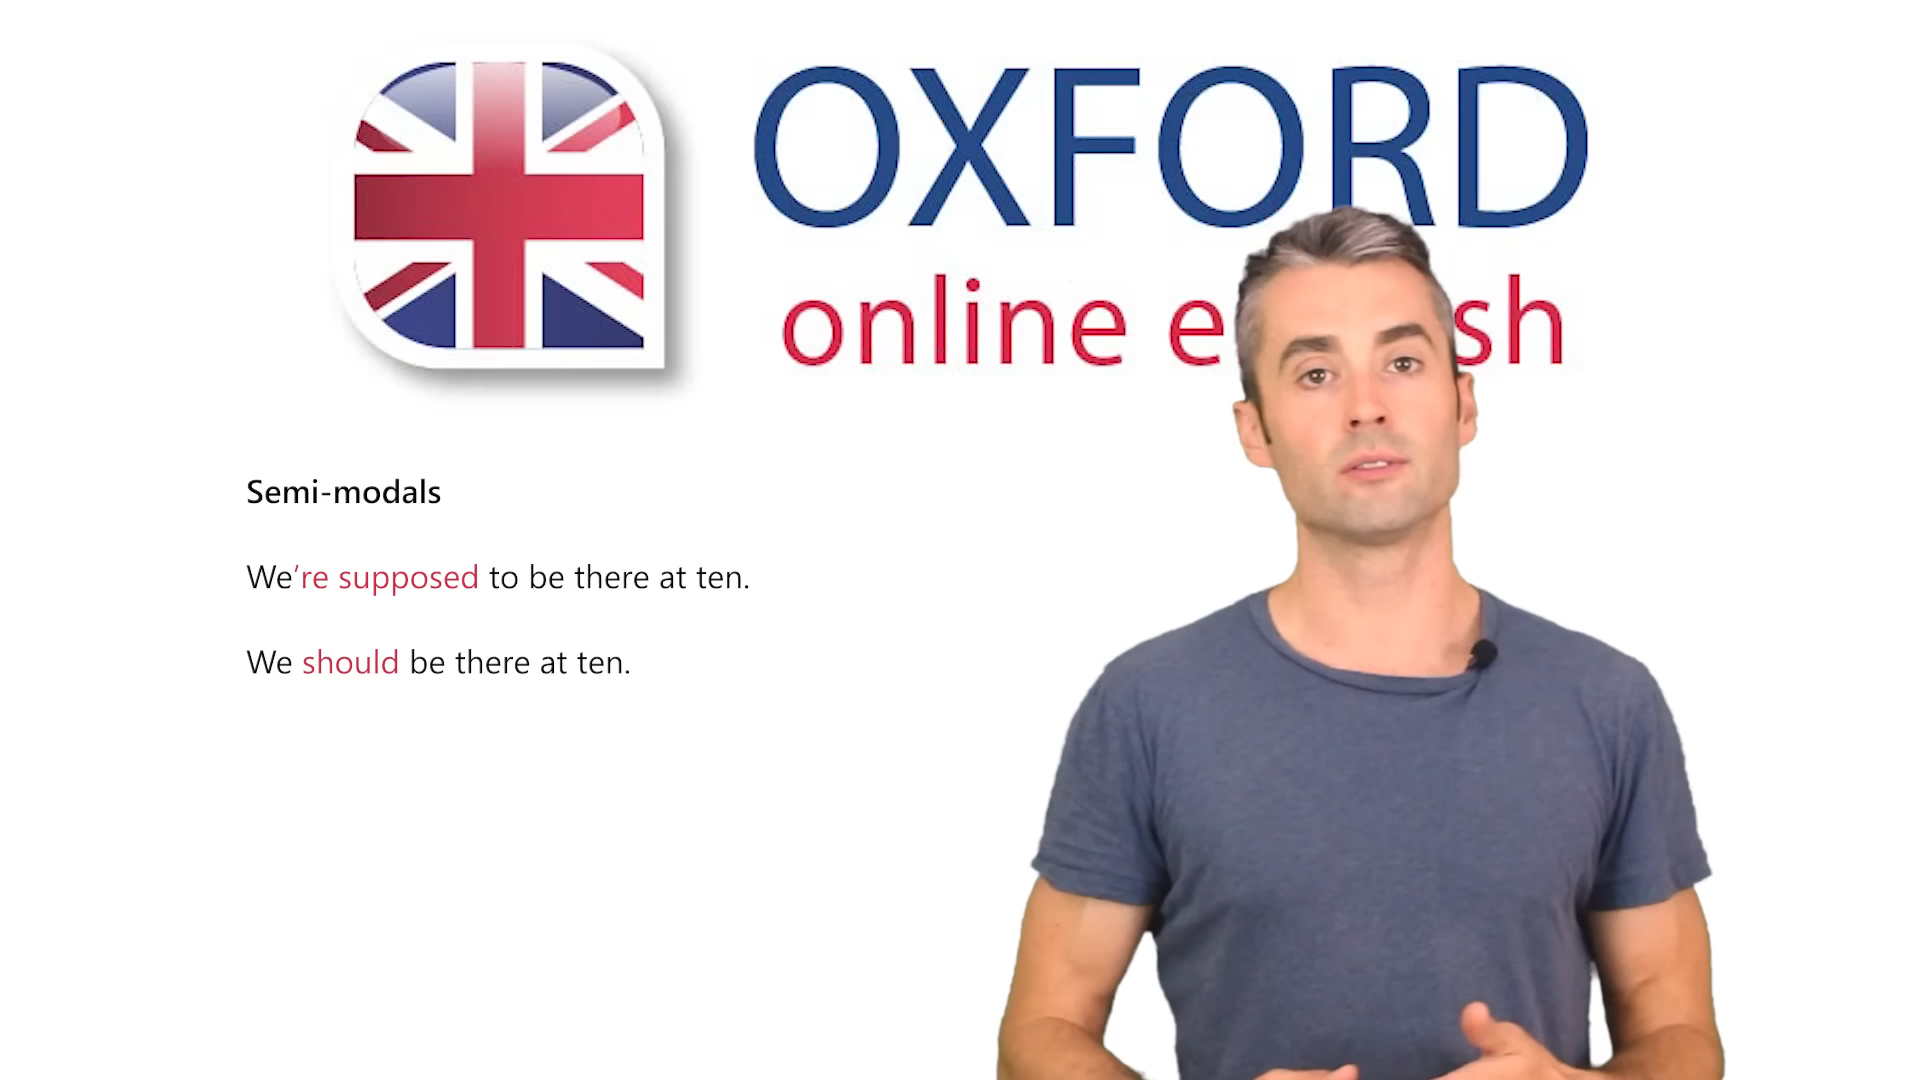 OXFORD
online
Semi-modals
We're supposed to be there at ten.
We should be there at ten.